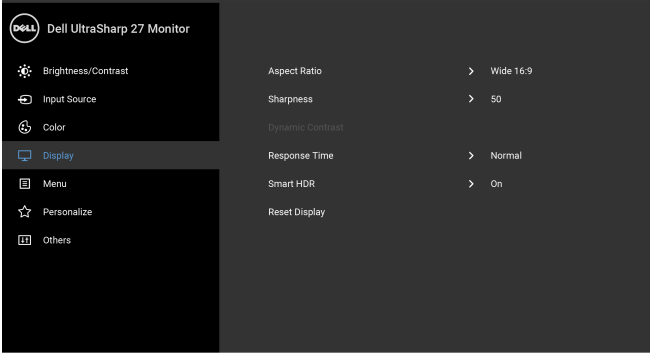 DELL Dell UltraSharp 27 Monitor
Brightness/Contrast
Input Source
Color
Display
Menu
Personalize
Others
Aspect Ratio > Wide 16:9
Sharpness > 50
Dynamic Contrast
Response Time > Normal
Smart HDR > On
Reset Display